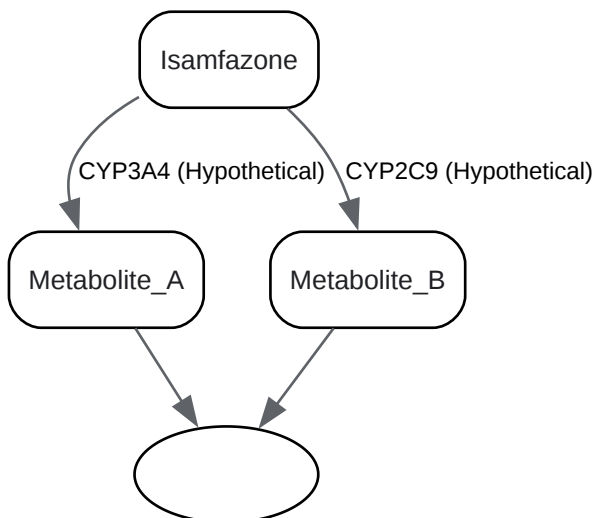 Isamfazone
CYP3A4 (Hypothetical)
CYP2C9 (Hypothetical)
Metabolite_A
Metabolite_B